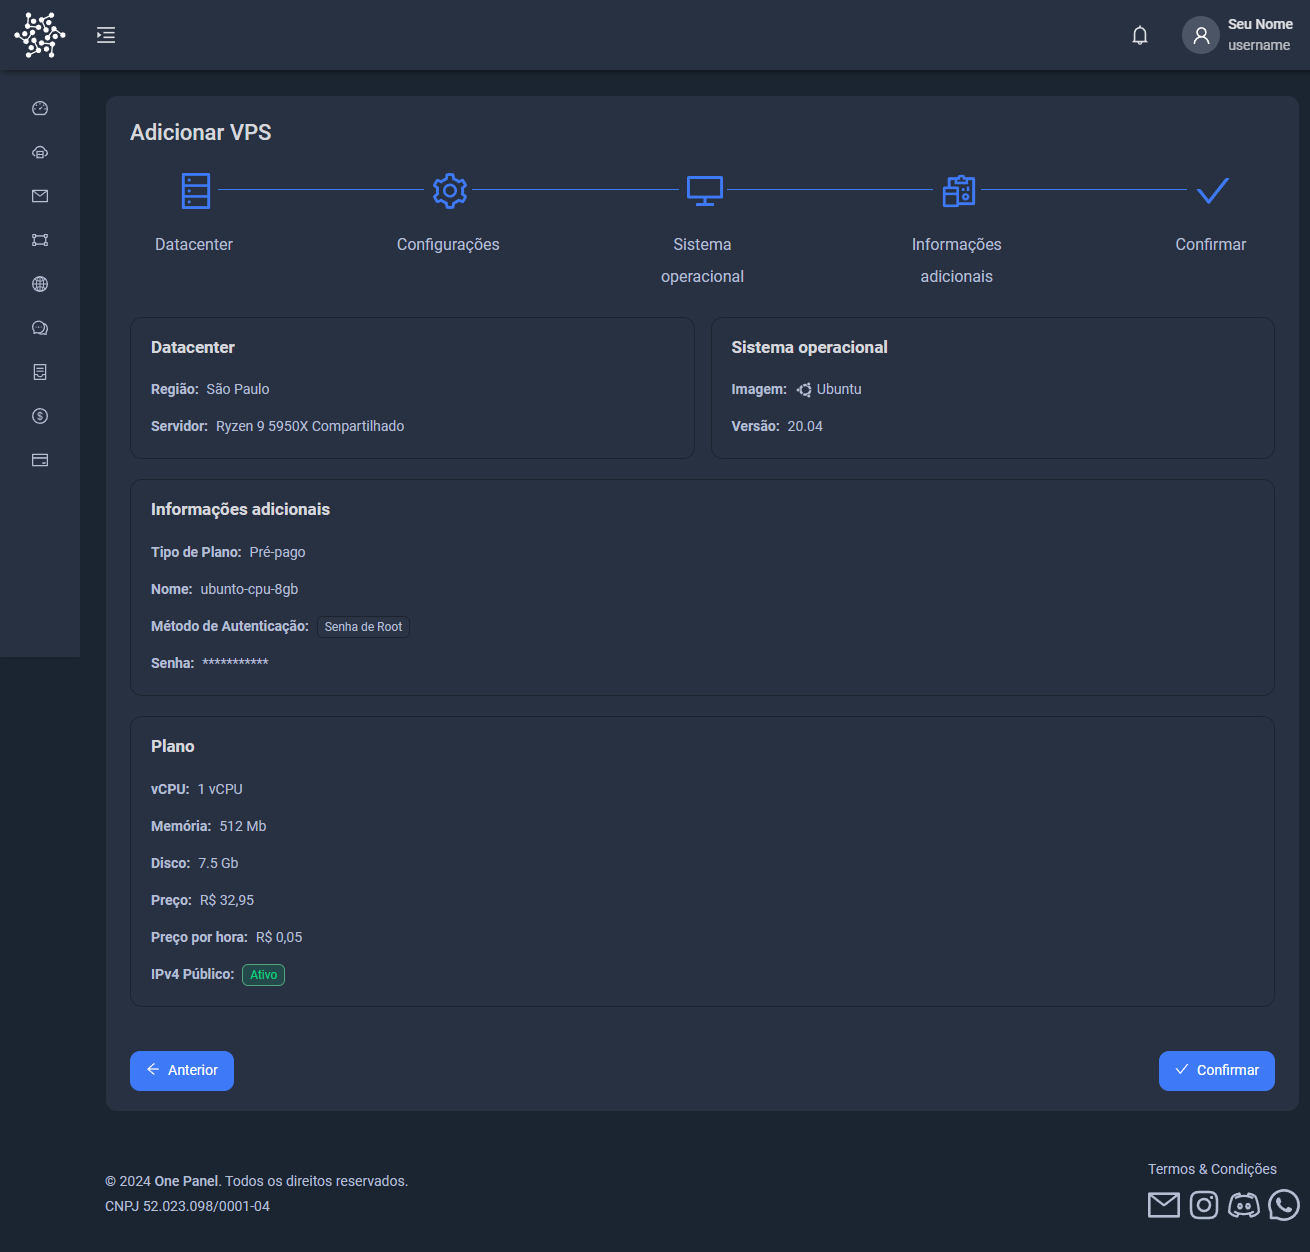 Seu Nome
username
Adicionar VPS
Datacenter
Configurações
Sistema
operacional
Informações
adicionais
Confirmar
Datacenter
Região: São Paulo
Servidor: Ryzen 9 5950X Compartilhado
Sistema operacional
Imagem: Ubuntu
Versão: 20.04
Informações adicionais
Tipo de Plano: Pré-pago
Nome: ubunto-cpu-8gb
Método de Autenticação: Senha de Root
Senha: ***********
Plano
vCPU: 1 vCPU
Memória: 512 Mb
Disco: 7.5 Gb
Preço: R$ 32,95
Preço por hora: R$ 0,05
IPv4 Público: Ativo
Anterior
Confirmar
© 2024 One Panel. Todos os direitos reservados.
CNPJ 52.023.098/0001-04
Termos & Condições